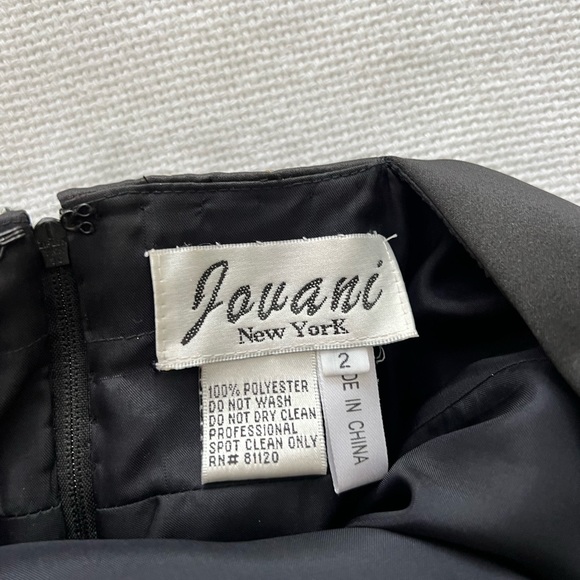 Jovani
New York
100% POLYESTER
DO NOT WASH
DO NOT DRY CLEAN
PROFESSIONAL
SPOT CLEAN ONLY
RN# 81120
2
DE IN CHINA